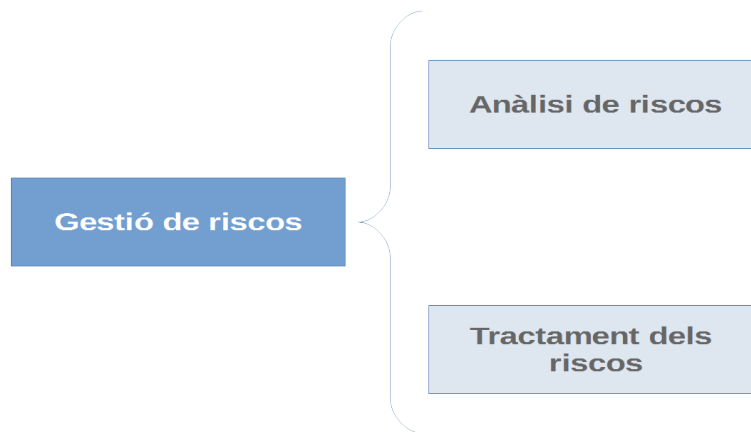 Anàlisi de riscos
Gestió de riscos
Tractament dels
riscos